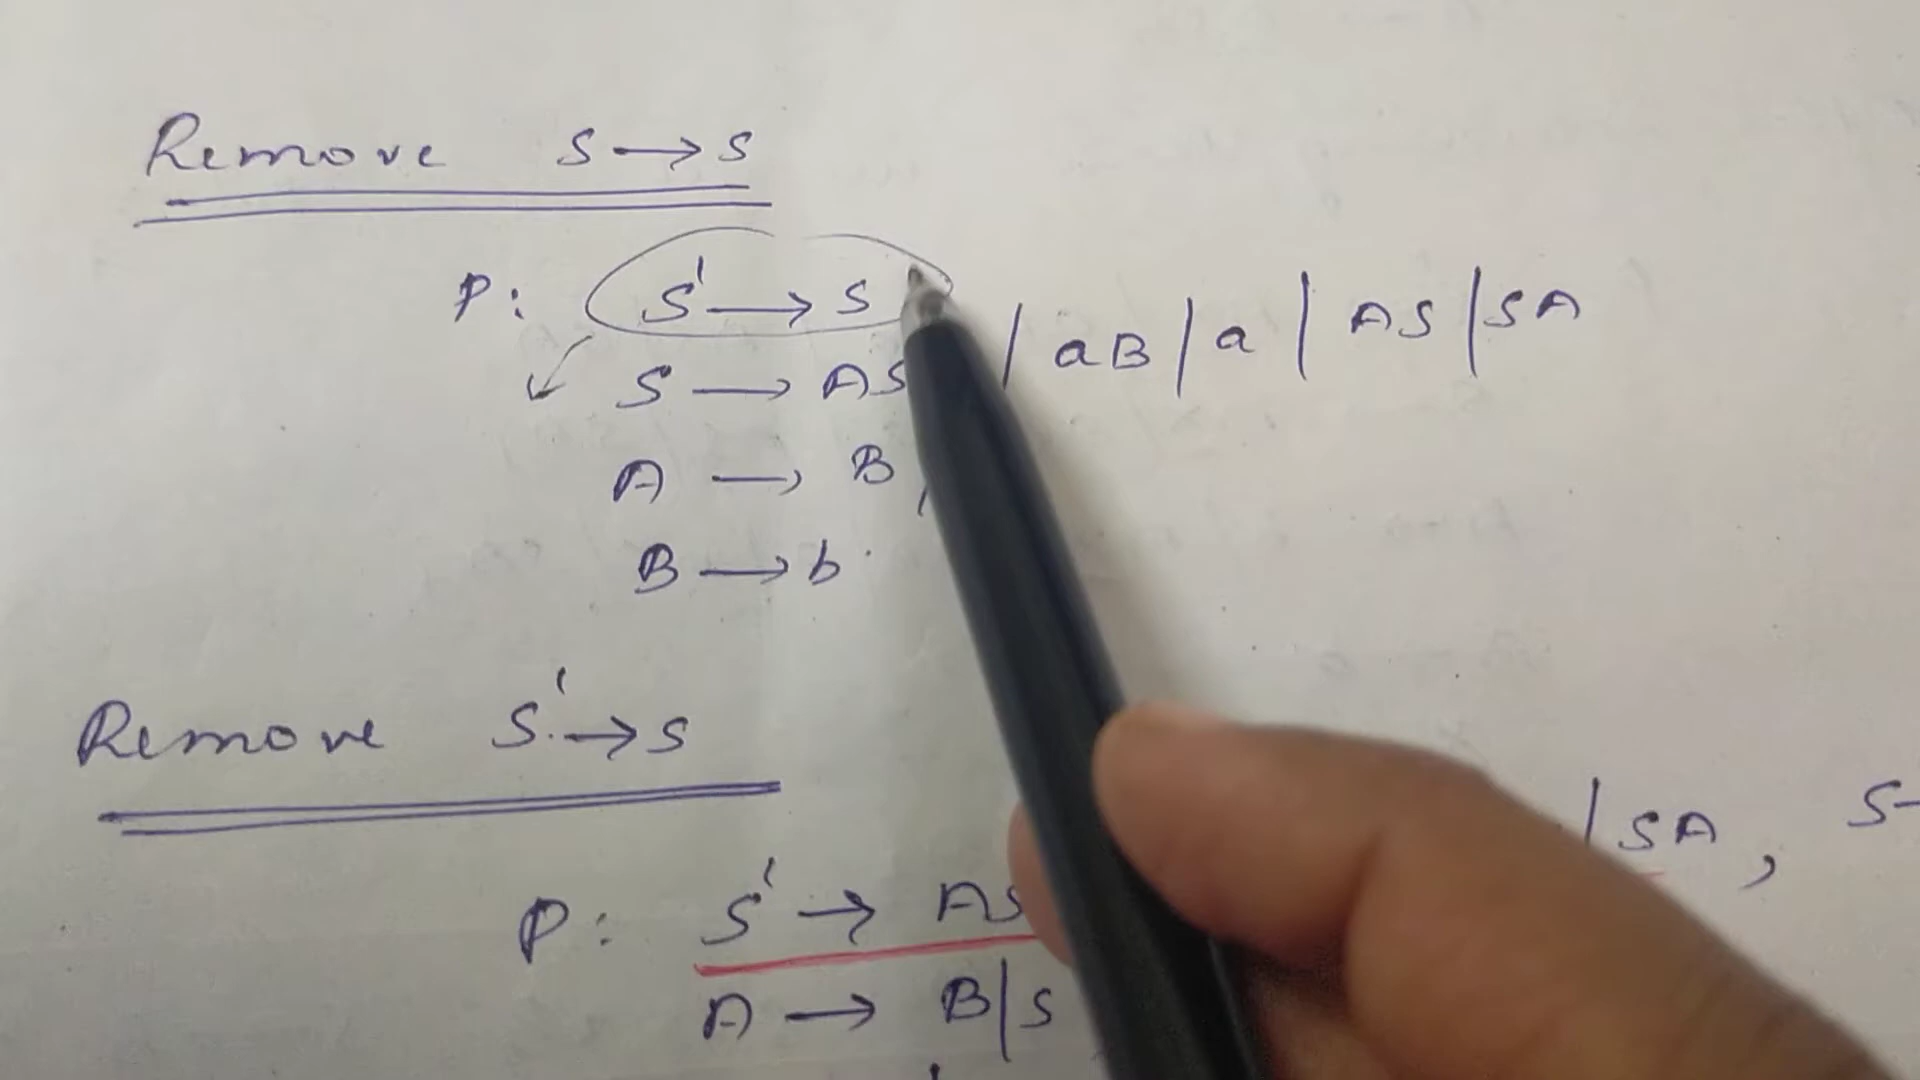 Remove S → S
P: S' → S
S → AS | aB | a | AS | SA
A → B
B → b
Remove S' → S
| SA, S
P: S' → AS
A → B | S